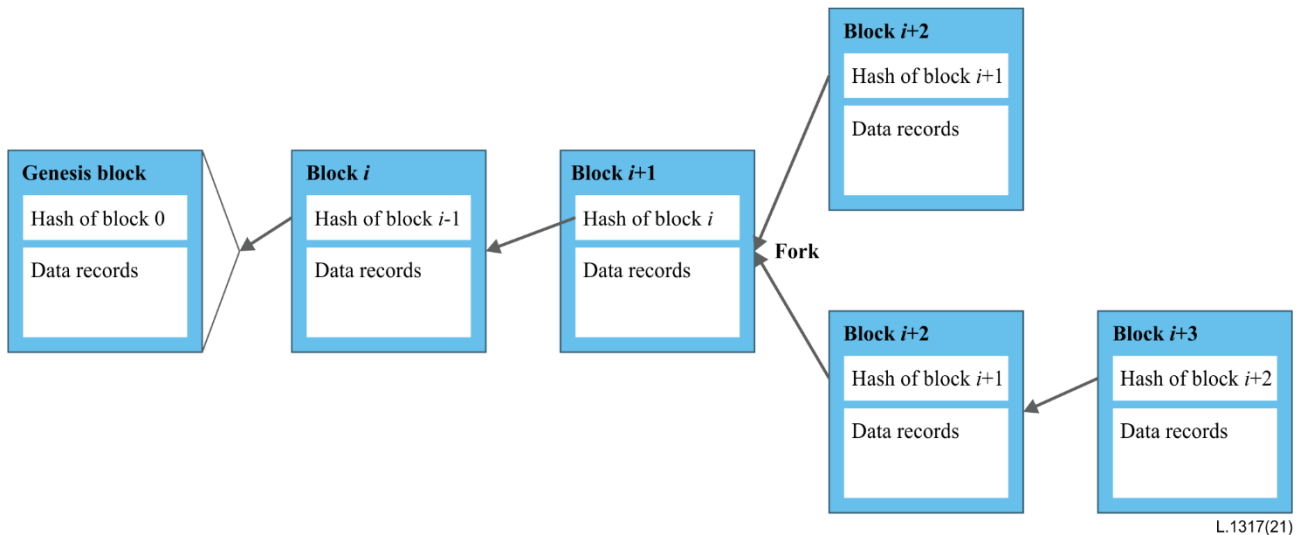 Genesis block
Hash of block 0
Data records
Block i
Hash of block i-1
Data records
Block i+1
Hash of block i
Data records
Fork
Block i+2
Hash of block i+1
Data records
Block i+2
Hash of block i+1
Data records
Block i+3
Hash of block i+2
Data records
L.1317(21)